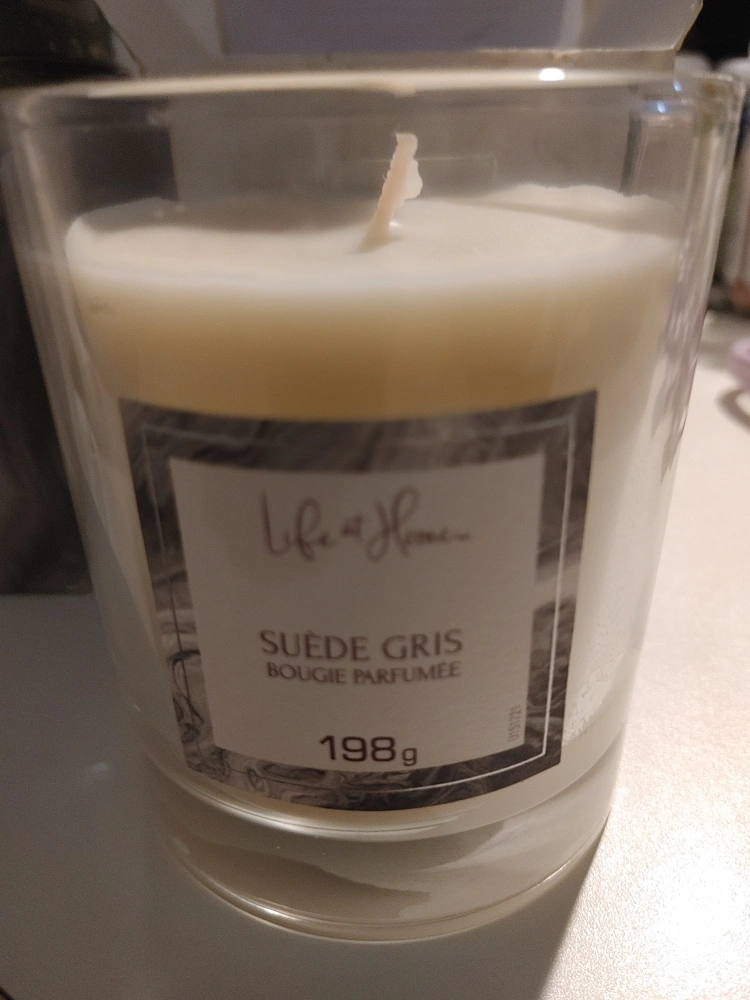 Life at Home
SUÈDE GRIS
BOUGIE PARFUMÉE
198g